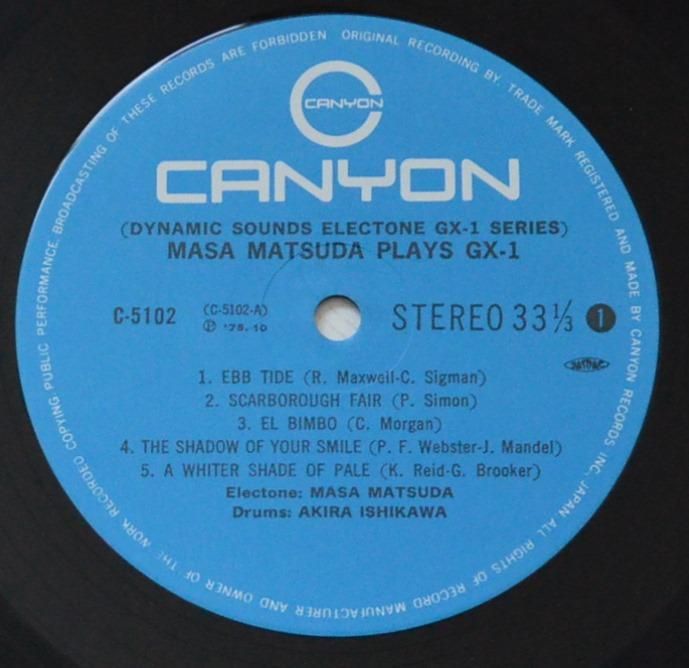 CANYON
CANYON
(DYNAMIC SOUNDS ELECTONE GX-1 SERIES)
MASA MATSUDA PLAYS GX-1
C-5102
(C-5102-A)
Ⓟ '75.10
STEREO 33⅓
1
JASRAC
1. EBB TIDE (R. Maxwell-C. Sigman)
2. SCARBOROUGH FAIR (P. Simon)
3. EL BIMBO (C. Morgan)
4. THE SHADOW OF YOUR SMILE (P. F. Webster-J. Mandel)
5. A WHITER SHADE OF PALE (K. Reid-G. Brooker)
Electone: MASA MATSUDA
Drums: AKIRA ISHIKAWA
ORIGINAL RECORDING BY. TRADE MARK REGISTERED AND MADE BY CANYON RECORDS INC. JAPAN ALL RIGHTS OF RECORD MANUFACTURER AND OWNER OF THE WORK RECORDED COPYING PUBLIC PERFORMANCE. BROADCASTING OF THESE RECORDS ARE FORBIDDEN